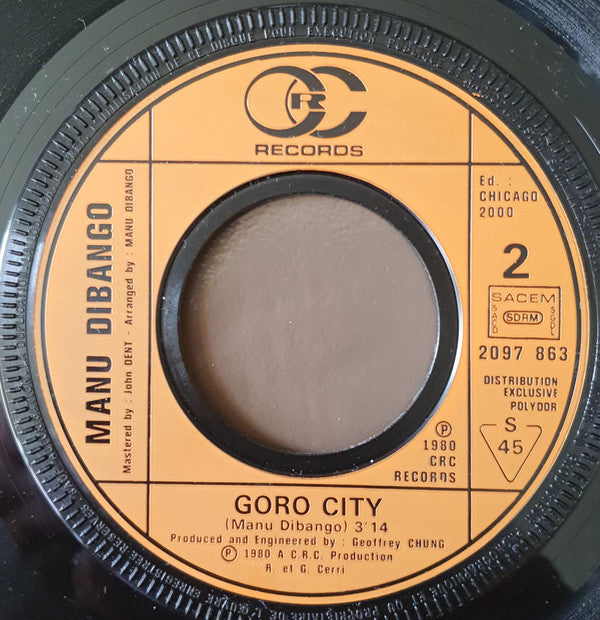 CRC
RECORDS
Ed. :
CHICAGO
2000
2
SACEM
SACD
SDRM
SGDL
2097 863
DISTRIBUTION
EXCLUSIVE
POLYDOR
S
45
MANU DIBANGO
Mastered by : John DENT - Arranged by : MANU DIBANGO
℗
1980
CRC
RECORDS
GORO CITY
(Manu Dibango) 3'14
Produced and Engineered by : Geoffrey CHUNG
℗ 1980 A C.R.C. Production
R. et G. Cerri